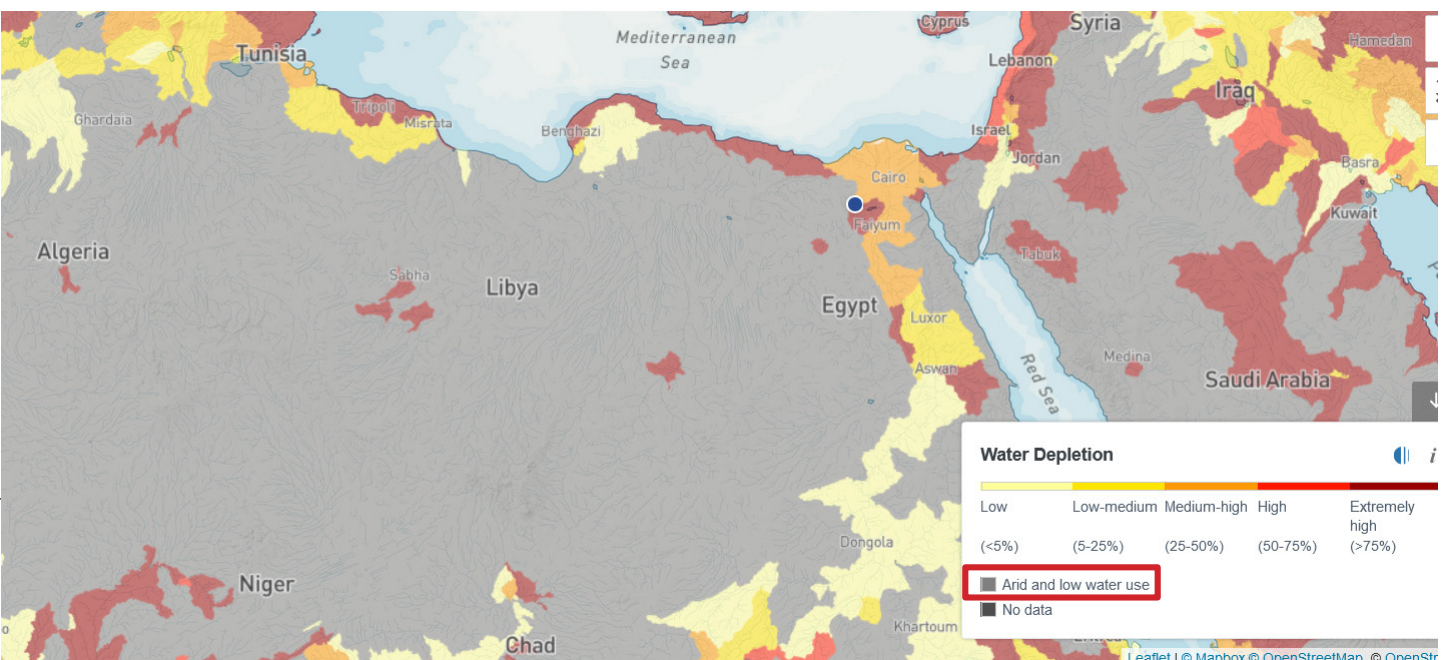 Cyprus
Syria
Mediterranean
Sea
Hamedan
Tunisia
Lebanon
Iraq
Tripoli
Ghardaia
Misrata
Benghazi
Israel
Jordan
Basra
Cairo
Kuwait
Faiyum
Algeria
Tabuk
Sabha
Libya
Egypt
Luxor
Medina
Aswan
Red Sea
Saudi Arabia
Water Depletion
i
Low
Low-medium
Medium-high
High
Extremely
high
(<5%)
(5-25%)
(25-50%)
(50-75%)
(>75%)
Dongola
Niger
Arid and low water use
No data
Khartoum
Chad
Leaflet | © Mapbox © OpenStreetMap, © OpenStr